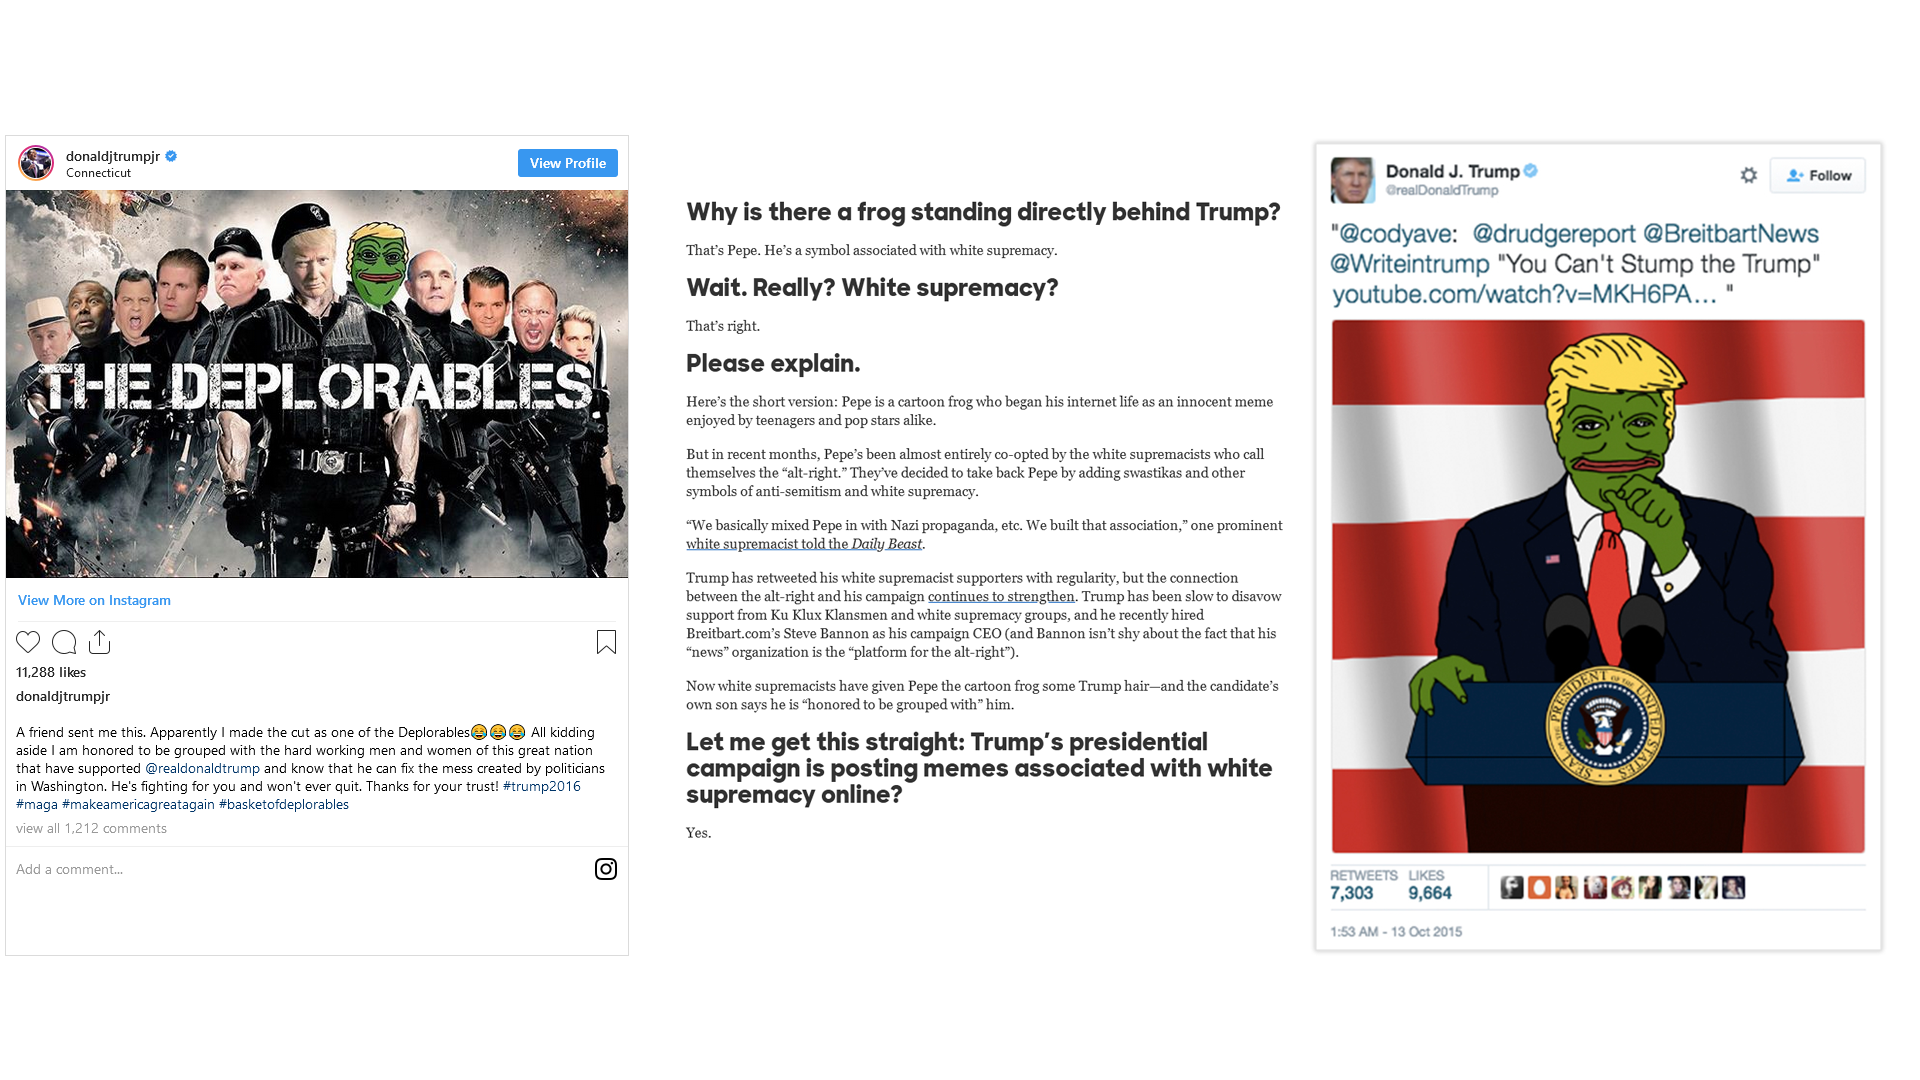 donaldjtrumpjr
Connecticut
View Profile
THE DEPLORABLES
View More on Instagram
11,288 likes
donaldjtrumpjr
A friend sent me this. Apparently I made the cut as one of the Deplorables😂😂😂 All kidding
aside I am honored to be grouped with the hard working men and women of this great nation
that have supported @realdonaldtrump and know that he can fix the mess created by politicians
in Washington. He's fighting for you and won't ever quit. Thanks for your trust! #trump2016
#maga #makeamericagreatagain #basketofdeplorables
view all 1,212 comments
Add a comment...
Why is there a frog standing directly behind Trump?
That’s Pepe. He’s a symbol associated with white supremacy.
Wait. Really? White supremacy?
That’s right.
Please explain.
Here’s the short version: Pepe is a cartoon frog who began his internet life as an innocent meme
enjoyed by teenagers and pop stars alike.
But in recent months, Pepe’s been almost entirely co-opted by the white supremacists who call
themselves the “alt-right.” They’ve decided to take back Pepe by adding swastikas and other
symbols of anti-semitism and white supremacy.
“We basically mixed Pepe in with Nazi propaganda, etc. We built that association,” one prominent
white supremacist told the Daily Beast.
Trump has retweeted his white supremacist supporters with regularity, but the connection
between the alt-right and his campaign continues to strengthen. Trump has been slow to disavow
support from Ku Klux Klansmen and white supremacy groups, and he recently hired
Breitbart.com’s Steve Bannon as his campaign CEO (and Bannon isn’t shy about the fact that his
“news” organization is the “platform for the alt-right”).
Now white supremacists have given Pepe the cartoon frog some Trump hair—and the candidate’s
own son says he is “honored to be grouped with” him.
Let me get this straight: Trump’s presidential
campaign is posting memes associated with white
supremacy online?
Yes.
Donald J. Trump
@realDonaldTrump
Follow
"@codyave: @drudgereport @BreitbartNews
@Writeintrump "You Can't Stump the Trump"
youtube.com/watch?v=MKH6PA… "
SEAL OF THE PRESIDENT OF THE UNITED STATES
RETWEETS LIKES
7,303 9,664
1:53 AM - 13 Oct 2015